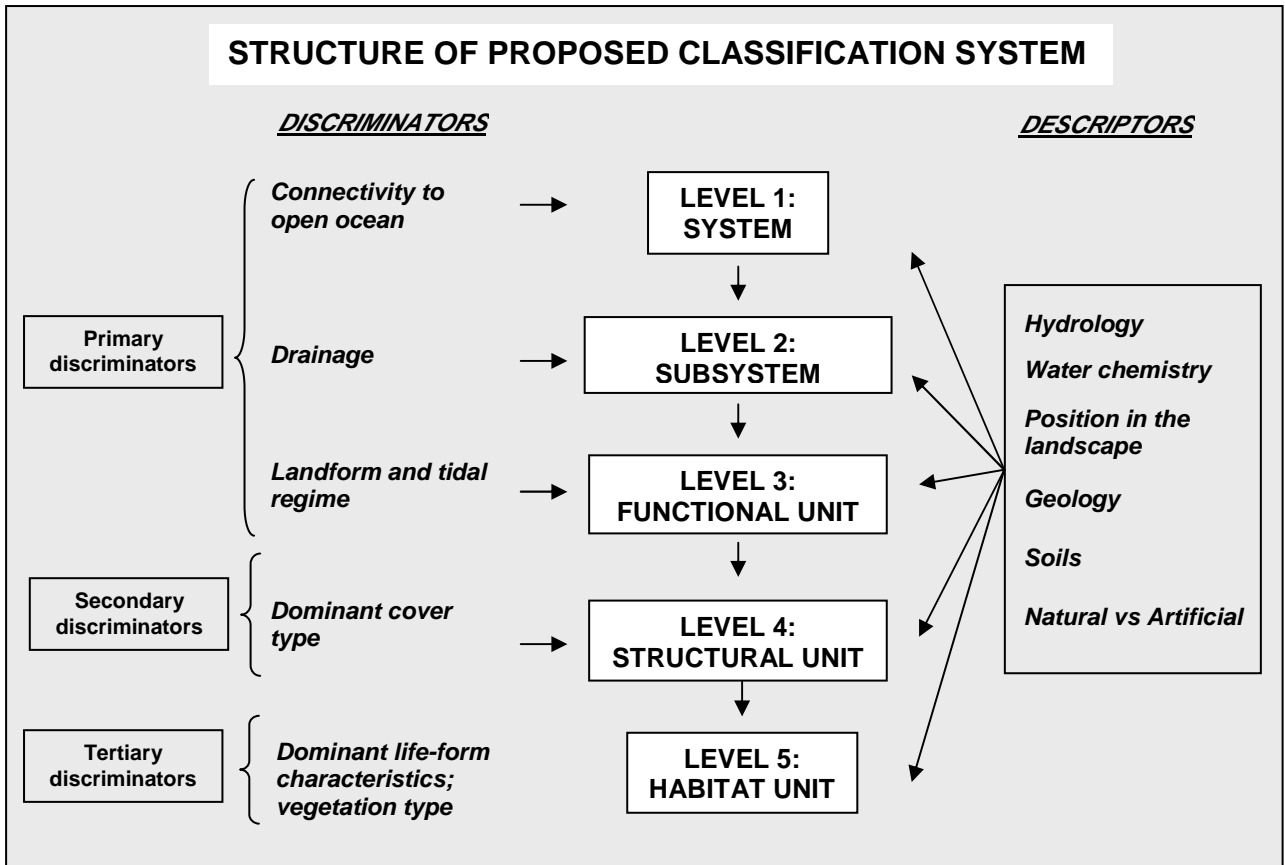 STRUCTURE OF PROPOSED CLASSIFICATION SYSTEM
DISCRIMINATORS
DESCRIPTORS
Primary
discriminators
Connectivity to
open ocean
LEVEL 1:
SYSTEM
Drainage
LEVEL 2:
SUBSYSTEM
Landform and tidal
regime
LEVEL 3:
FUNCTIONAL UNIT
Secondary
discriminators
Dominant cover
type
LEVEL 4:
STRUCTURAL UNIT
Tertiary
discriminators
Dominant life-form
characteristics;
vegetation type
LEVEL 5:
HABITAT UNIT
Hydrology
Water chemistry
Position in the
landscape
Geology
Soils
Natural vs Artificial